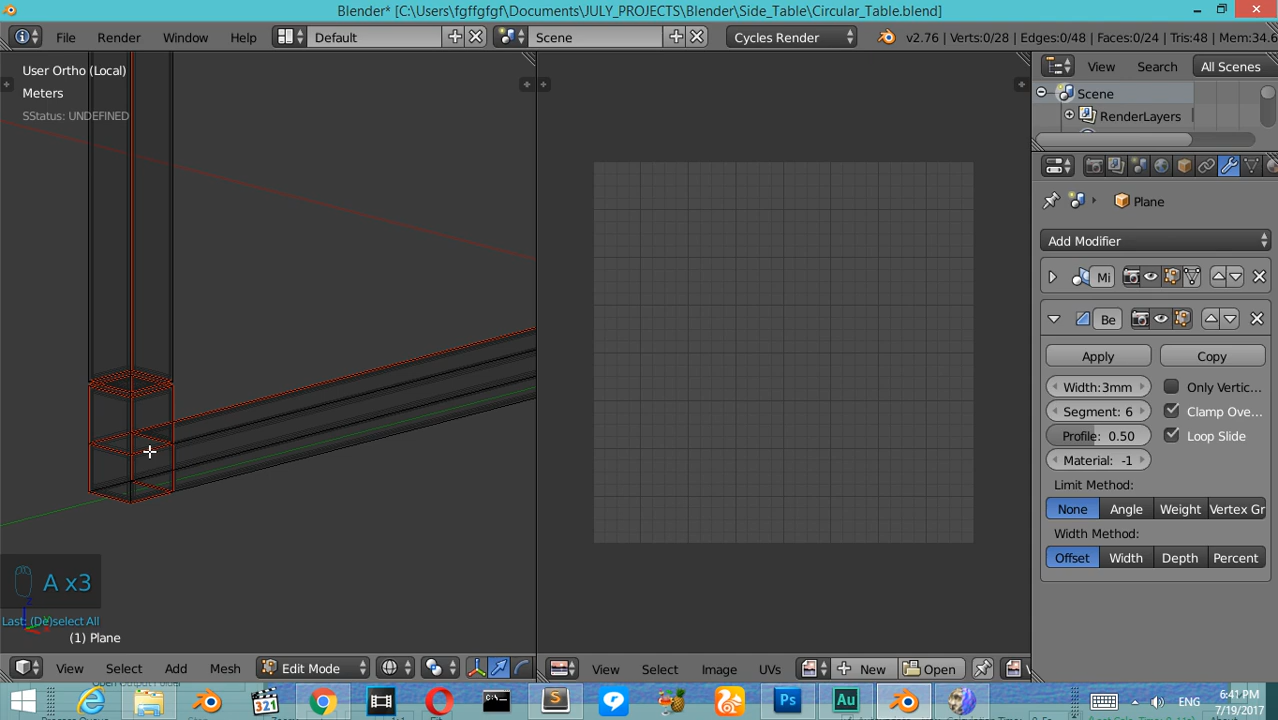 Blender* [C:\Users\fgffgfgf\Documents\JULY_PROJECTS\Blender\Side_Table\Circular_Table.blend]
File Render Window Help Default Scene Cycles Render v2.76 | Verts:0/28 | Edges:0/48 | Faces:0/24 | Tris:48 | Mem:34.6
User Ortho (Local)
Meters
SStatus: UNDEFINED
View Search All Scenes
Scene
RenderLayers
Plane
Add Modifier
Mi
Be
Apply Copy
Width:3mm Only Vertic...
Segment: 6 Clamp Ove...
Profile: 0.50 Loop Slide
Material: -1
Limit Method:
None Angle Weight Vertex Gr
Width Method:
Offset Width Depth Percent
A x3
Last: (De)select All
(1) Plane
View Select Add Mesh Edit Mode
View Select Image UVs New Open V
321 ENG
6:41 PM
7/19/2017